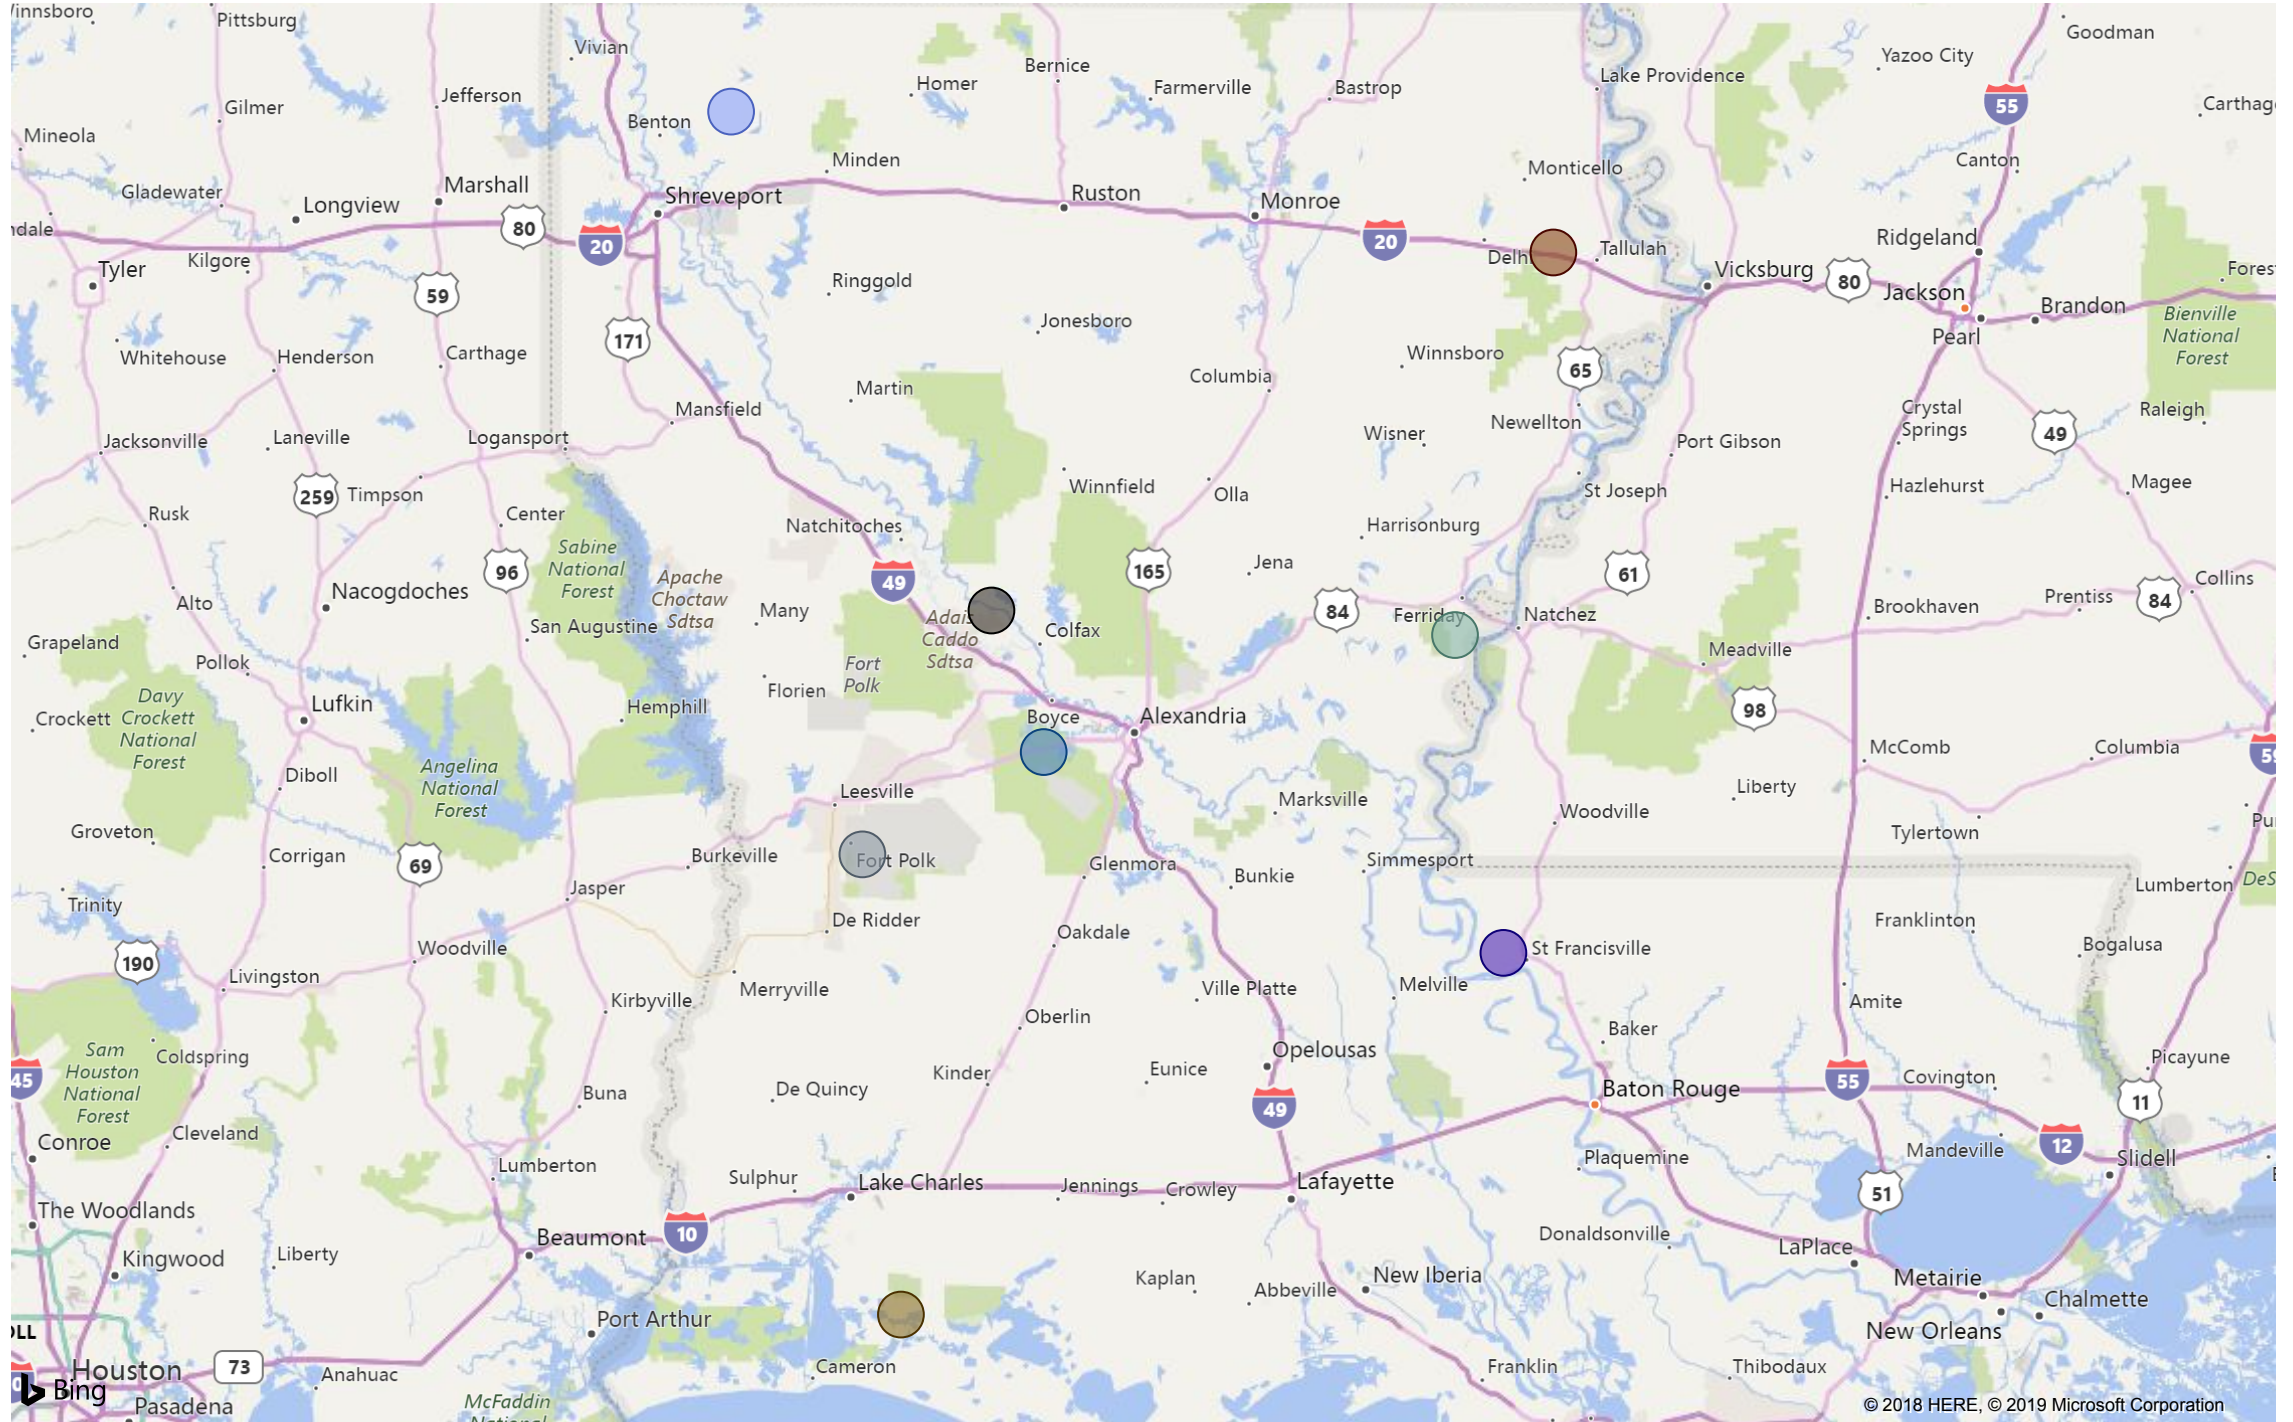 innsboro
Pittsburg
Vivian
Bernice
Goodman
Yazoo City
Lake Providence
Homer
Farmerville
Bastrop
Gilmer
Jefferson
Benton
55
Carthage
Mineola
Minden
Monticello
Canton
Gladewater
Marshall
Longview
Shreveport
Ruston
Monroe
ndale
80
20
20
Delhi
Tallulah
Ridgeland
Tyler
Kilgore
59
Ringgold
Vicksburg
80
Jackson
Brandon
Forest
Pearl
Bienville
National
Forest
Jonesboro
171
Whitehouse
Henderson
Carthage
Winnsboro
65
Martin
Columbia
Mansfield
Newellton
Crystal
Springs
Raleigh
Jacksonville
Laneville
Logansport
Wisner
Port Gibson
49
259
Timpson
Winnfield
Olla
St Joseph
Hazlehurst
Magee
Rusk
Center
Natchitoches
Harrisonburg
Sabine
National
Forest
96
Apache
Choctaw
Sdtsa
49
165
Jena
61
Nacogdoches
Alto
Many
Adais
Caddo
Sdtsa
Colfax
84
Ferriday
Natchez
Brookhaven
Prentiss
84
Collins
Grapeland
San Augustine
Pollok
Fort
Polk
Florien
Meadville
Davy
Crockett
National
Forest
Crockett
Lufkin
Hemphill
Boyce
Alexandria
98
Diboll
Angelina
National
Forest
McComb
Columbia
59
Leesville
Marksville
Liberty
Groveton
Woodville
Tylertown
Pu
Corrigan
69
Burkeville
Fort Polk
Glenmora
Bunkie
Simmesport
Lumberton
DeS
Trinity
Jasper
De Ridder
Oakdale
Franklinton
190
Woodville
St Francisville
Bogalusa
Livingston
Merryville
Ville Platte
Melville
Kirbyville
Oberlin
Amite
Sam
Houston
National
Forest
Coldspring
Baker
45
Opelousas
Picayune
Kinder
Eunice
Buna
De Quincy
Baton Rouge
55
Covington
11
49
Conroe
Cleveland
Lumberton
Plaquemine
Mandeville
12
Slidell
Sulphur
Lake Charles
Jennings
Crowley
Lafayette
51
The Woodlands
10
Beaumont
Donaldsonville
LaPlace
Kingwood
Liberty
Kaplan
Abbeville
New Iberia
Metairie
Chalmette
Port Arthur
New Orleans
OLL
Houston
73
Anahuac
Cameron
Franklin
Thibodaux
Bing
Pasadena
McFaddin
National
© 2018 HERE, © 2019 Microsoft Corporation